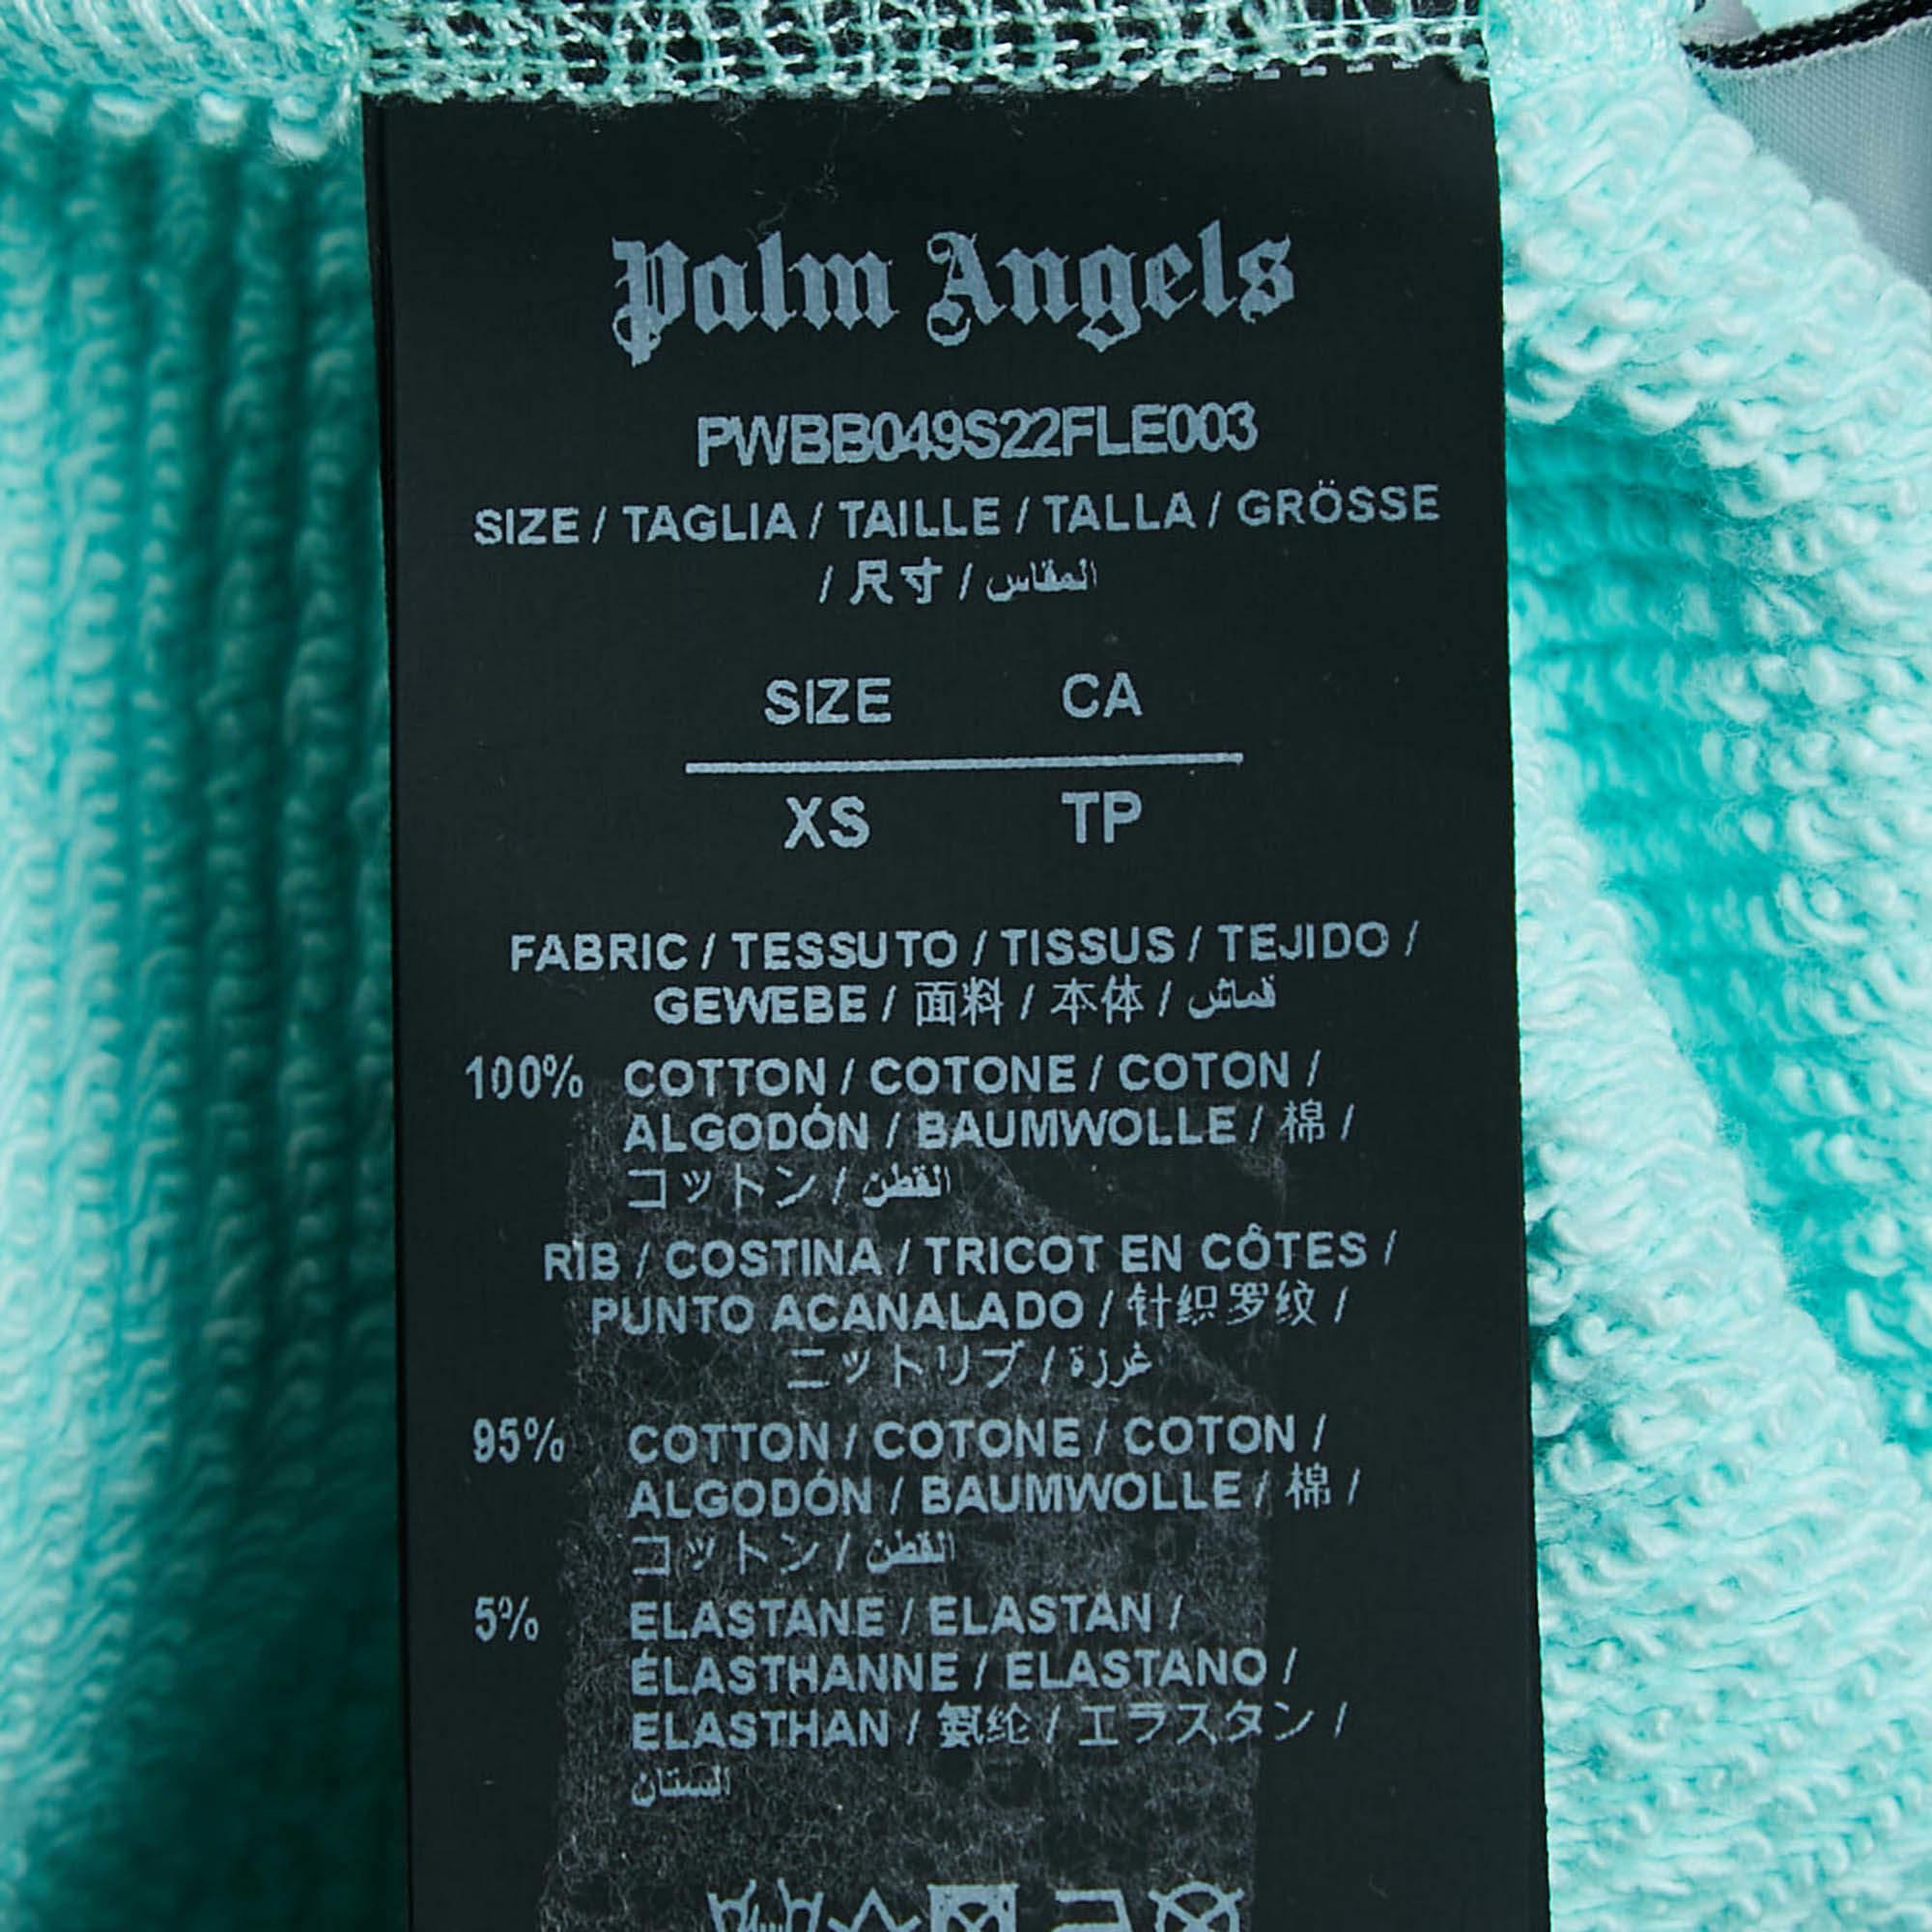 Palm Angels
PWBB049S22FLE003
SIZE / TAGLIA / TAILLE / TALLA / GRÖSSE
/ 尺寸 / المقاس
SIZE CA
XS TP
FABRIC / TESSUTO / TISSUS / TEJIDO /
GEWEBE / 面料 / 本体 / قماش
100% COTTON / COTONE / COTON /
ALGODÓN / BAUMWOLLE / 棉 /
コットン / القطن
RIB / COSTINA / TRICOT EN CÔTES /
PUNTO ACANALADO / 针织罗纹 /
ニットリブ / غرزة
95% COTTON / COTONE / COTON /
ALGODÓN / BAUMWOLLE / 棉 /
コットン / القطن
5% ELASTANE / ELASTAN /
ÉLASTHANNE / ELASTANO /
ELASTHAN / 氨纶 / エラスタン /
الستان